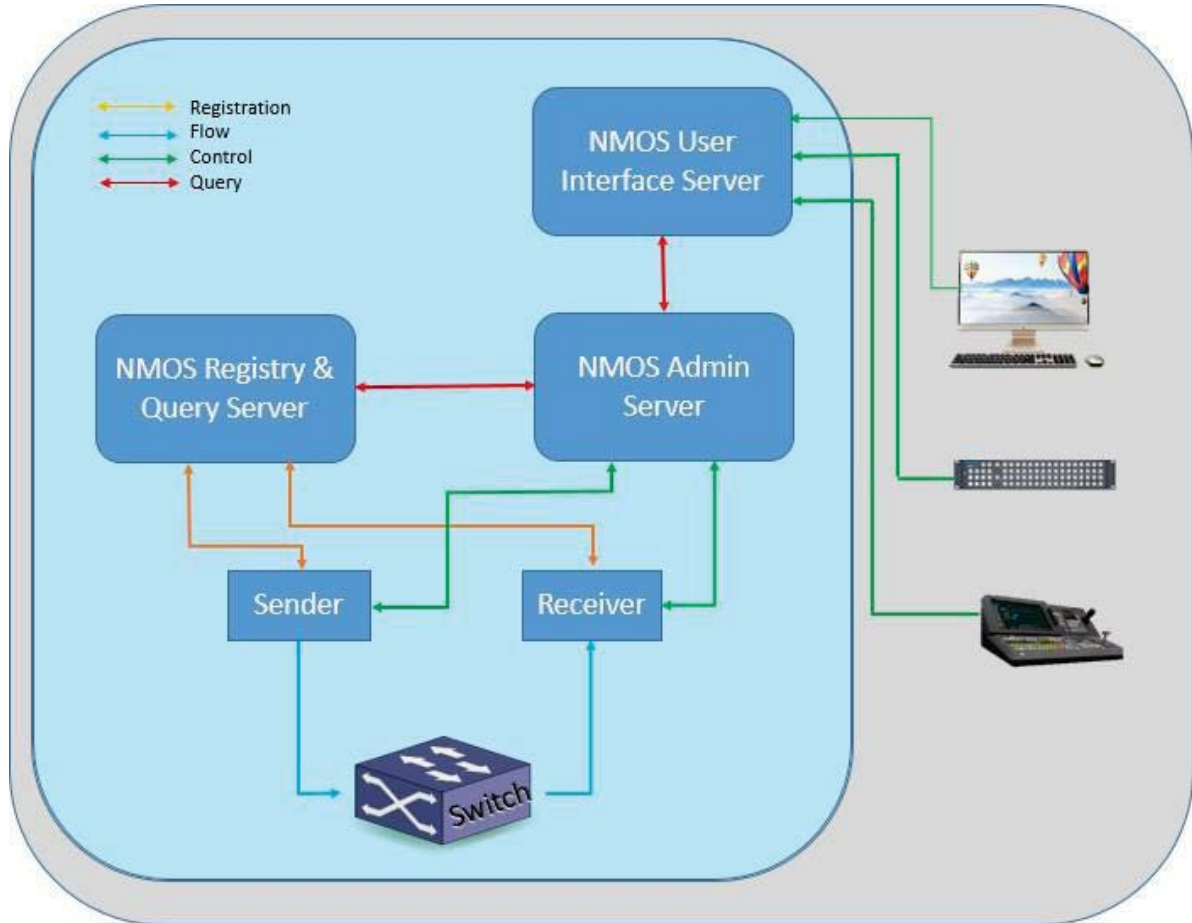 Registration
Flow
Control
Query
NMOS User
Interface Server
NMOS Registry &
Query Server
NMOS Admin
Server
Sender
Receiver
Switch